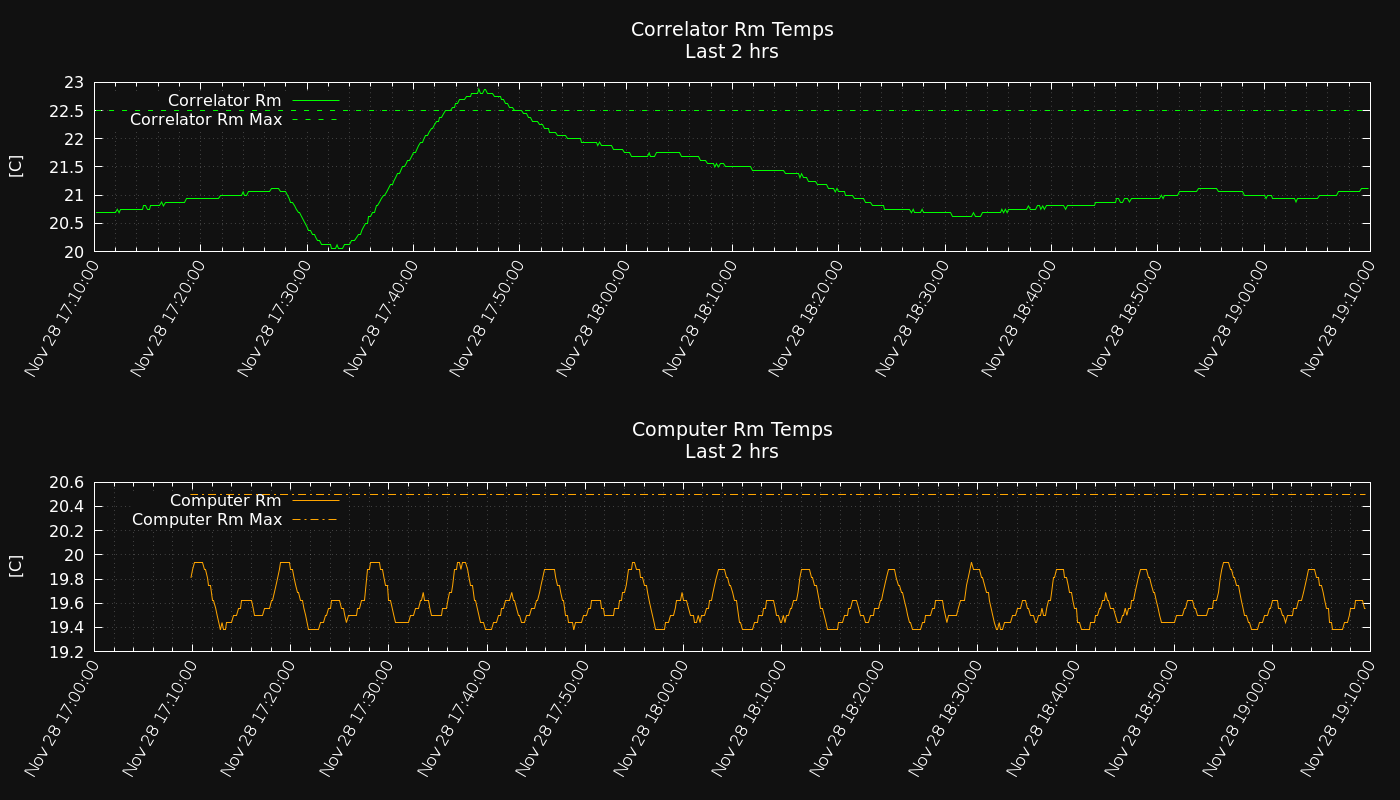 Correlator Rm Temps
Last 2 hrs
[C]
23
22.5
22
21.5
21
20.5
20
Correlator Rm
Correlator Rm Max
Nov 28 17:10:00
Nov 28 17:20:00
Nov 28 17:30:00
Nov 28 17:40:00
Nov 28 17:50:00
Nov 28 18:00:00
Nov 28 18:10:00
Nov 28 18:20:00
Nov 28 18:30:00
Nov 28 18:40:00
Nov 28 18:50:00
Nov 28 19:00:00
Nov 28 19:10:00
Computer Rm Temps
Last 2 hrs
[C]
20.6
20.4
20.2
20
19.8
19.6
19.4
19.2
Computer Rm
Computer Rm Max
Nov 28 17:00:00
Nov 28 17:10:00
Nov 28 17:20:00
Nov 28 17:30:00
Nov 28 17:40:00
Nov 28 17:50:00
Nov 28 18:00:00
Nov 28 18:10:00
Nov 28 18:20:00
Nov 28 18:30:00
Nov 28 18:40:00
Nov 28 18:50:00
Nov 28 19:00:00
Nov 28 19:10:00